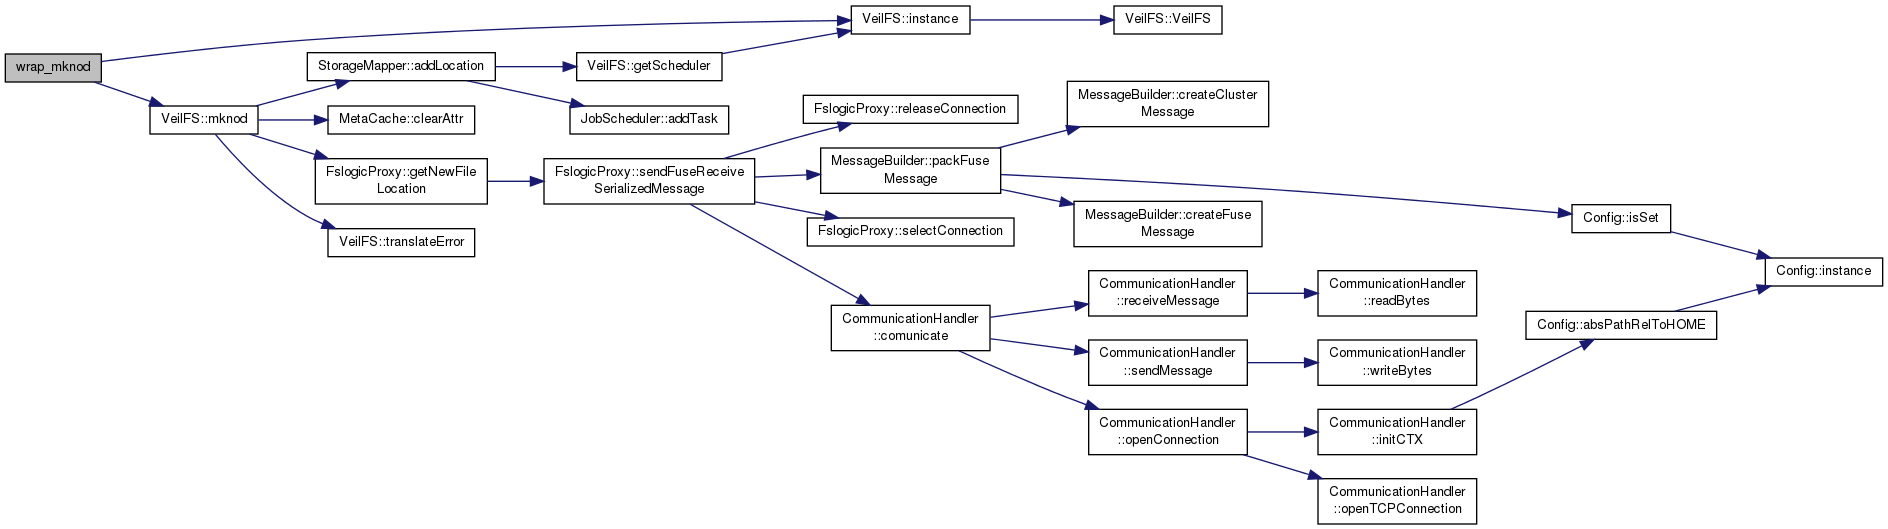 wrap_mknod
VeilFS::mknod
StorageMapper::addLocation
MetaCache::clearAttr
FslogicProxy::getNewFile
Location
VeilFS::translateError
VeilFS::getScheduler
JobScheduler::addTask
FslogicProxy::sendFuseReceive
SerializedMessage
VeilFS::instance
VeilFS::VeilFS
FslogicProxy::releaseConnection
MessageBuilder::packFuse
Message
FslogicProxy::selectConnection
CommunicationHandler
::comunicate
MessageBuilder::createCluster
Message
MessageBuilder::createFuse
Message
CommunicationHandler
::receiveMessage
CommunicationHandler
::sendMessage
CommunicationHandler
::openConnection
CommunicationHandler
::readBytes
CommunicationHandler
::writeBytes
CommunicationHandler
::initCTX
CommunicationHandler
::openTCPConnection
Config::isSet
Config::absPathRelToHOME
Config::instance